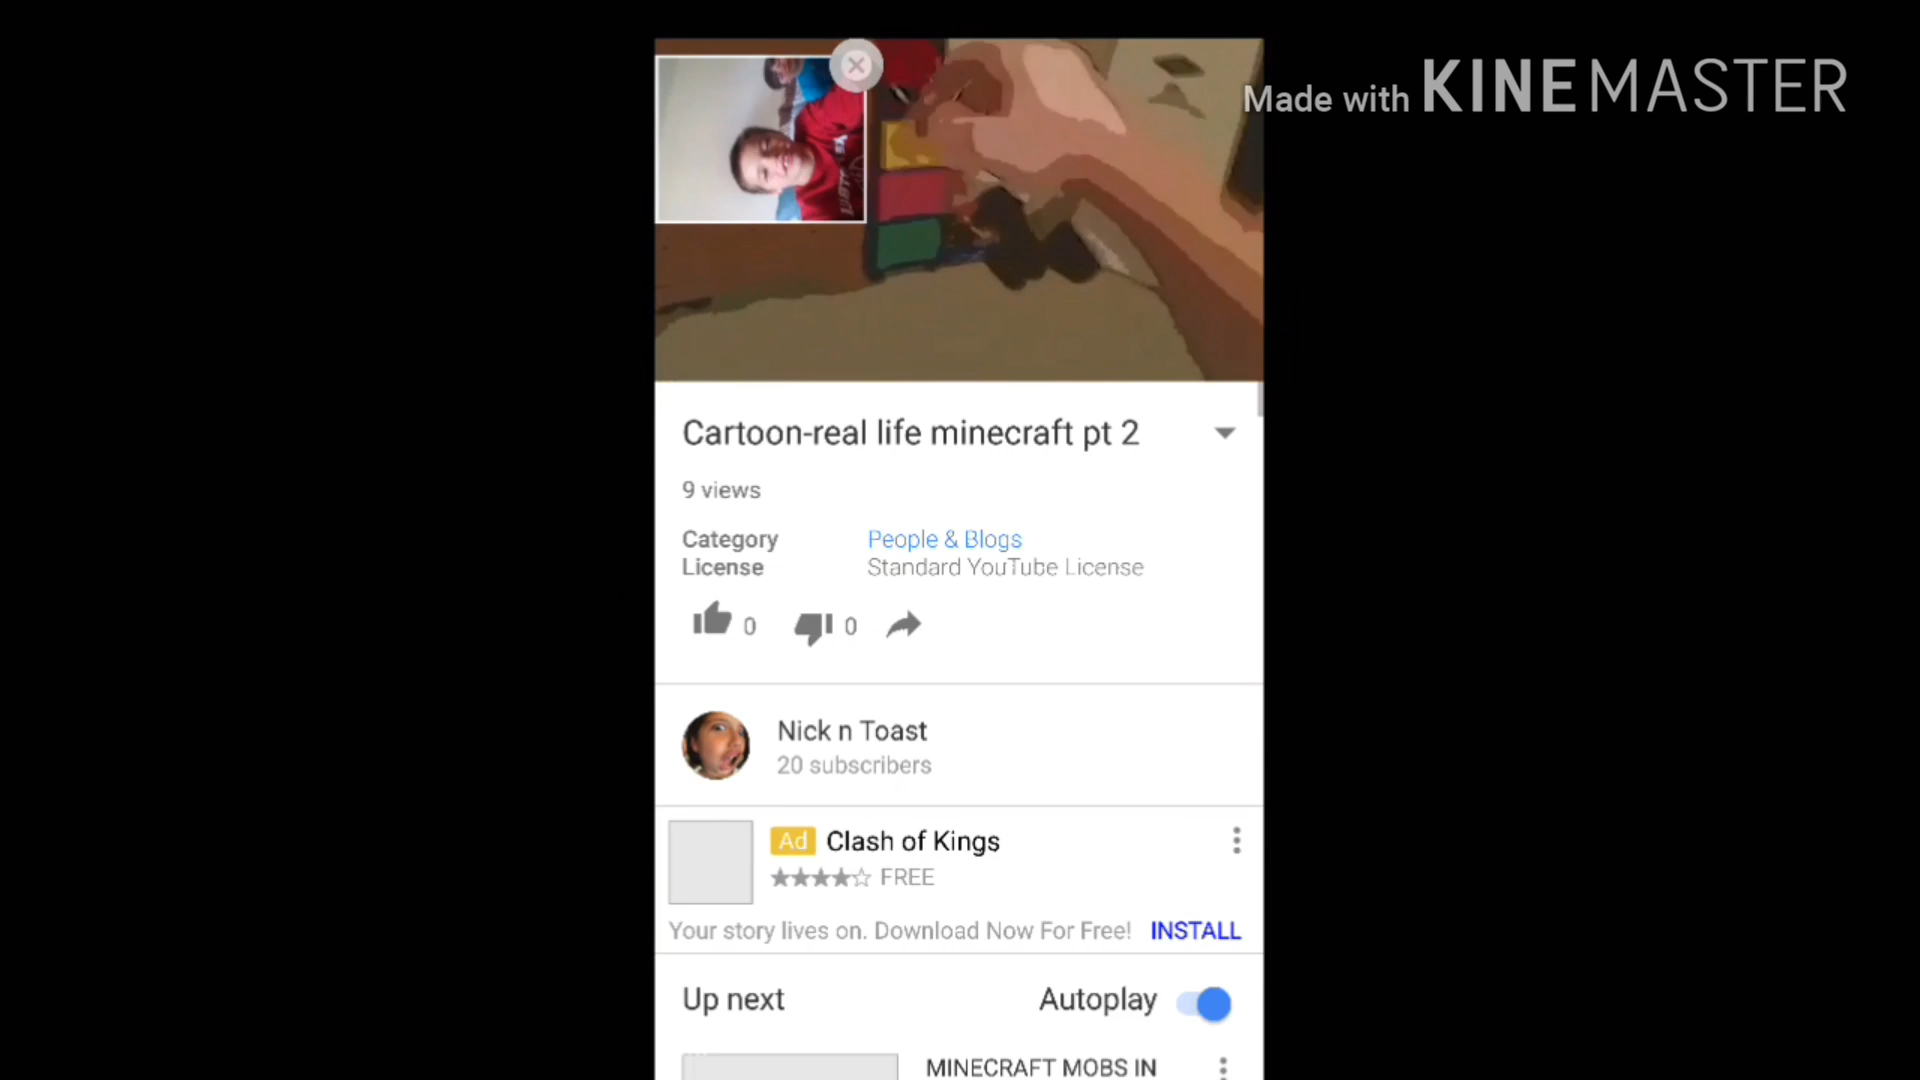 Made with KINEMASTER
Cartoon-real life minecraft pt 2
9 views
Category People & Blogs
License Standard YouTube License
0 0
Nick n Toast
20 subscribers
Ad Clash of Kings
FREE
Your story lives on. Download Now For Free! INSTALL
Up next Autoplay
MINECRAFT MOBS IN